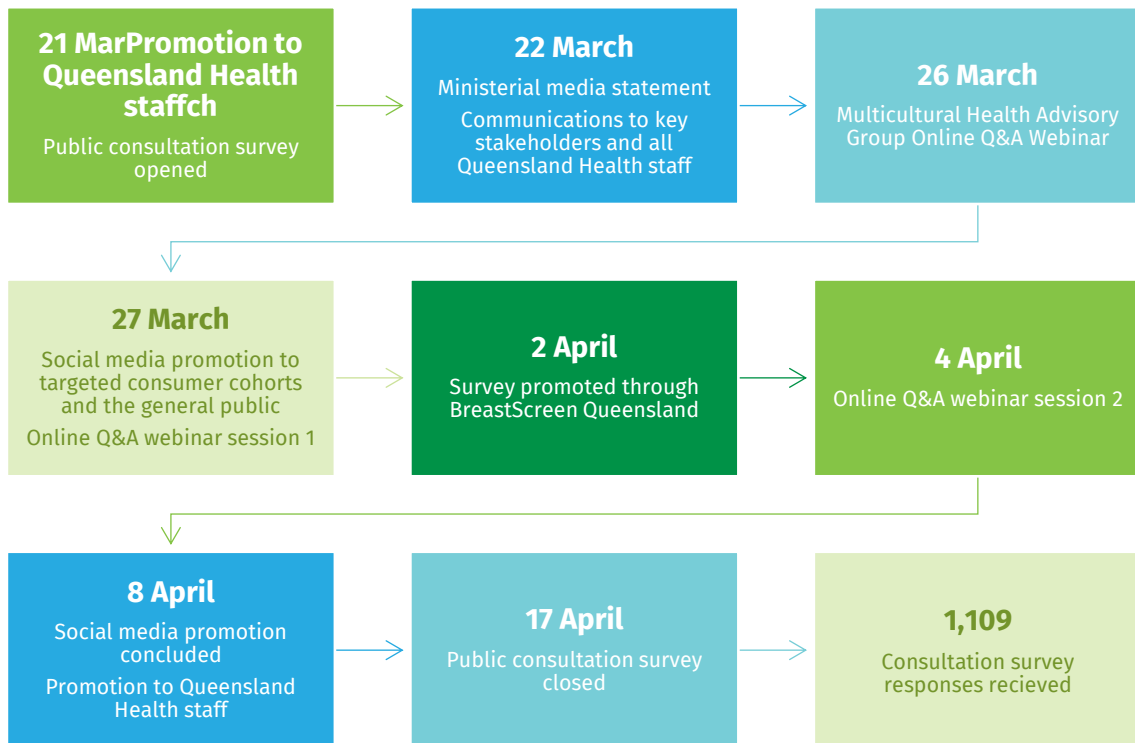 21 MarPromotion to
Queensland Health
staffch
Public consultation survey
opened
22 March
Ministerial media statement
Communications to key
stakeholders and all
Queensland Health staff
26 March
Multicultural Health Advisory
Group Online Q&A Webinar
27 March
Social media promotion to
targeted consumer cohorts
and the general public
Online Q&A webinar session 1
2 April
Survey promoted through
BreastScreen Queensland
4 April
Online Q&A webinar session 2
8 April
Social media promotion
concluded
Promotion to Queensland
Health staff
17 April
Public consultation survey
closed
1,109
Consultation survey
responses recieved